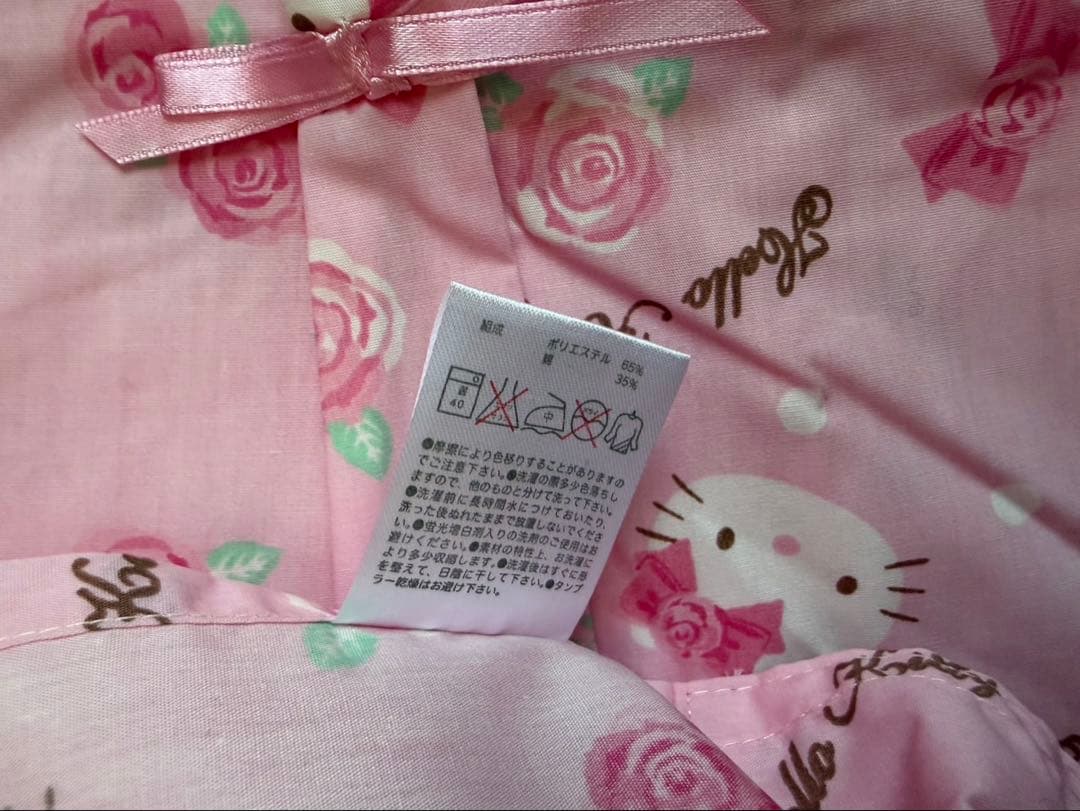 Hello
組成
ポリエステル 65%
綿 35%
弱
40
中
●摩擦により色移りすることがありますの
でご注意下さい。●洗濯の際多少色落ちし
ますので、他のものと分けて洗って下さい。
●洗濯前に長時間水につけておいたり、
洗った後ぬれたままで放置しないでくださ
い。●蛍光増白剤入りの洗剤のご使用はお
避けください。●素材の特性上、お洗濯に
より多少収縮します。●洗濯後はすぐに形
を整えて、日陰に干して下さい。●タンブ
ラー乾燥はお避け下さい。
Kitty